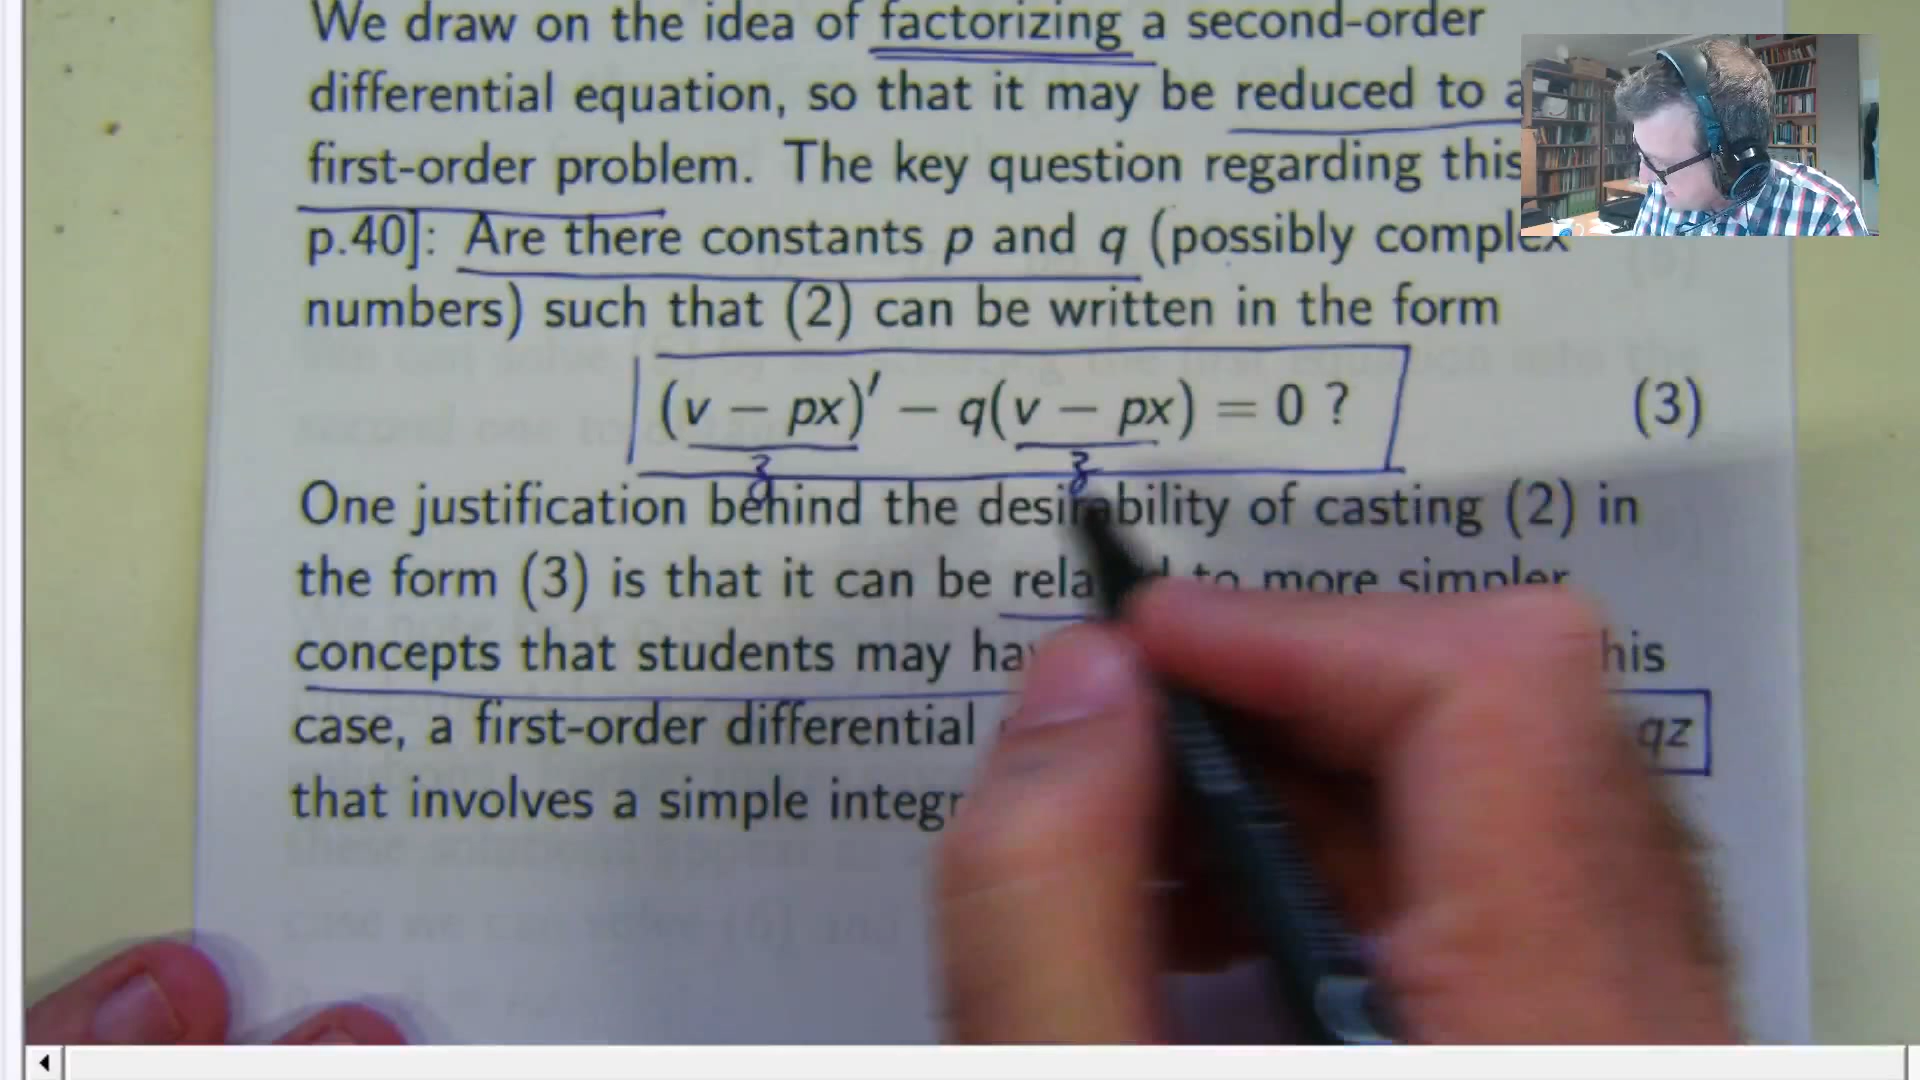 We draw on the idea of factorizing a second-order
differential equation, so that it may be reduced to a
first-order problem. The key question regarding this
p.40]: Are there constants p and q (possibly complex
numbers) such that (2) can be written in the form
(v − px)′ − q(v − px) = 0 ? (3)
z z
One justification behind the desirability of casting (2) in
the form (3) is that it can be to more simpler
concepts that students may his
case, a first-order differential qz
that involves a simple